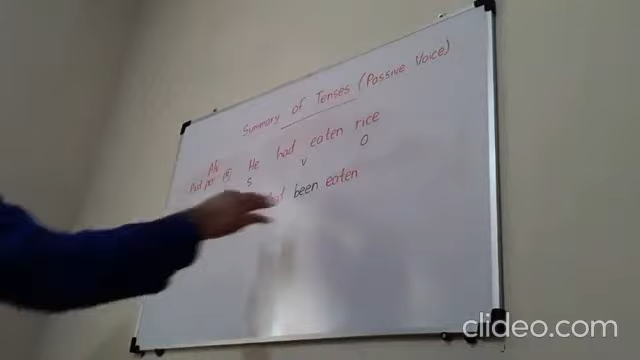 Summary of Tenses (Passive Voice)
He had eaten rice
S V O
been eaten
clideo.com